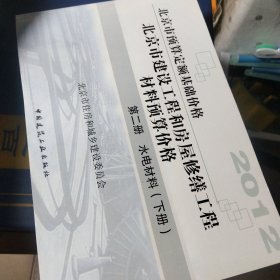 北京市预算定额基础价格
北京市建设工程和房屋修缮工程
材料预算价格
第二册 水电材料(下册)
2012
北京市住房和城乡建设委员会
中国建筑工业出版社